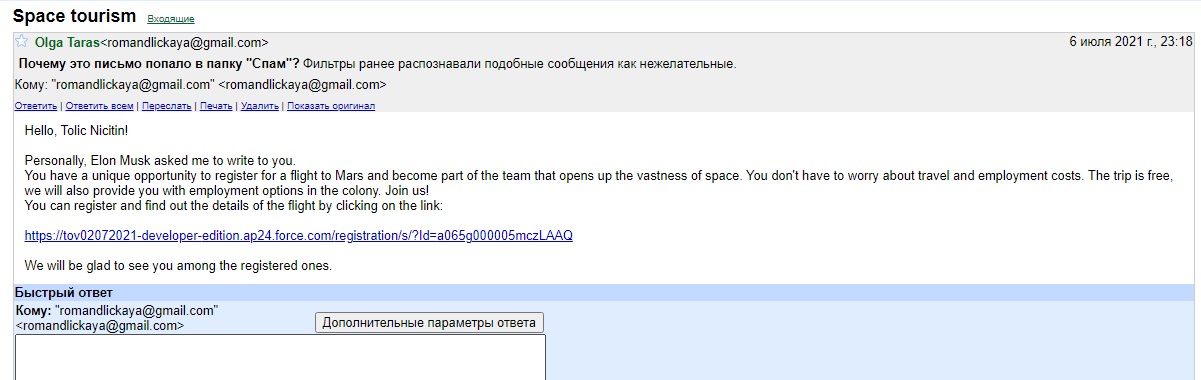 Space tourism Входящие
Olga Taras<romandlickaya@gmail.com> 6 июля 2021 г., 23:18
Почему это письмо попало в папку "Спам"? Фильтры ранее распознавали подобные сообщения как нежелательные.
Кому: "romandlickaya@gmail.com" <romandlickaya@gmail.com>
Ответить | Ответить всем | Переслать | Печать | Удалить | Показать оригинал
Hello, Tolic Nicitin!
Personally, Elon Musk asked me to write to you.
You have a unique opportunity to register for a flight to Mars and become part of the team that opens up the vastness of space. You don't have to worry about travel and employment costs. The trip is free,
we will also provide you with employment options in the colony. Join us!
You can register and find out the details of the flight by clicking on the link:
https://tov02072021-developer-edition.ap24.force.com/registration/s/?Id=a065g000005mczLAAQ
We will be glad to see you among the registered ones.
Быстрый ответ
Кому: "romandlickaya@gmail.com"
<romandlickaya@gmail.com> Дополнительные параметры ответа